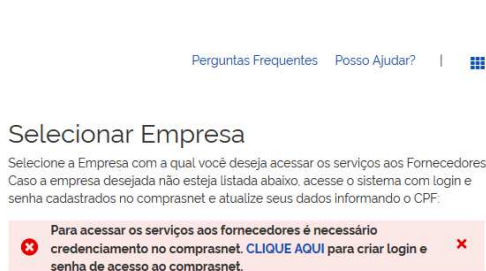 Perguntas Frequentes Posso Ajudar? |
Selecionar Empresa
Selecione a Empresa com a qual você deseja acessar os serviços aos Fornecedores
Caso a empresa desejada não esteja listada abaixo, acesse o sistema com login e
senha cadastrados no comprasnet e atualize seus dados informando o CPF:
Para acessar os serviços aos fornecedores é necessário
credenciamento no comprasnet. CLIQUE AQUI para criar login e
senha de acesso ao comprasnet.